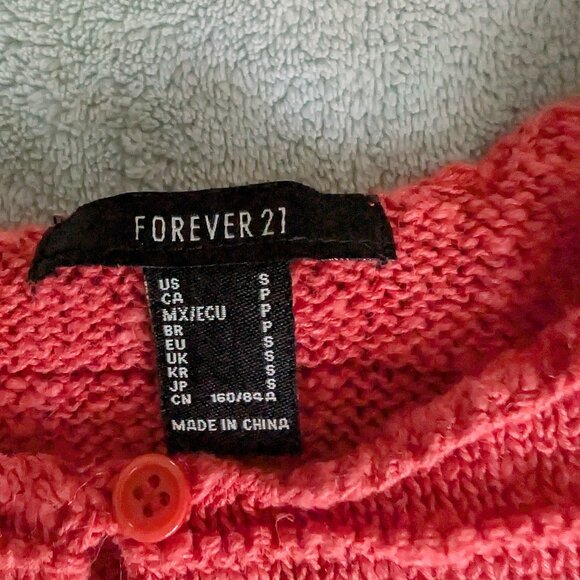 FOREVER 21
US S
CA P
MX/ECU P
BR P
EU S
UK S
KR S
JP S
CN 160/84A
MADE IN CHINA